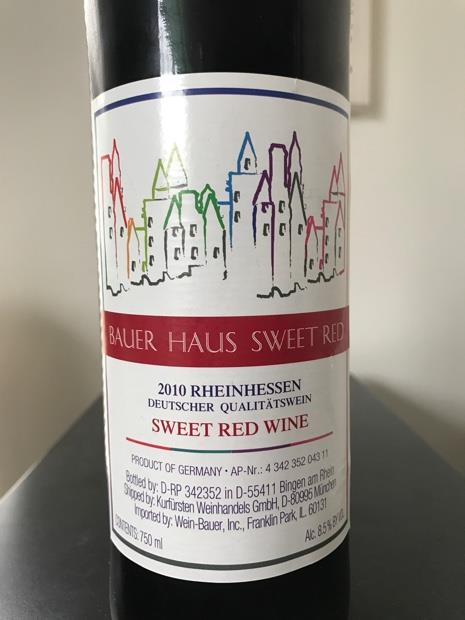 BAUER HAUS SWEET RED
2010 RHEINHESSEN
DEUTSCHER QUALITÄTSWEIN
SWEET RED WINE
PRODUCT OF GERMANY • AP-Nr.: 4 342 352 043 11
Bottled by: D-RP 342352 in D-55411 Bingen am Rhein
Shipped by: Kurfürsten Weinhandels GmbH, D-80995 München
Imported by: Wein-Bauer, Inc., Franklin Park, IL. 60131
CONTENTS: 750 ml
Alc. 8.5% BY VOL.